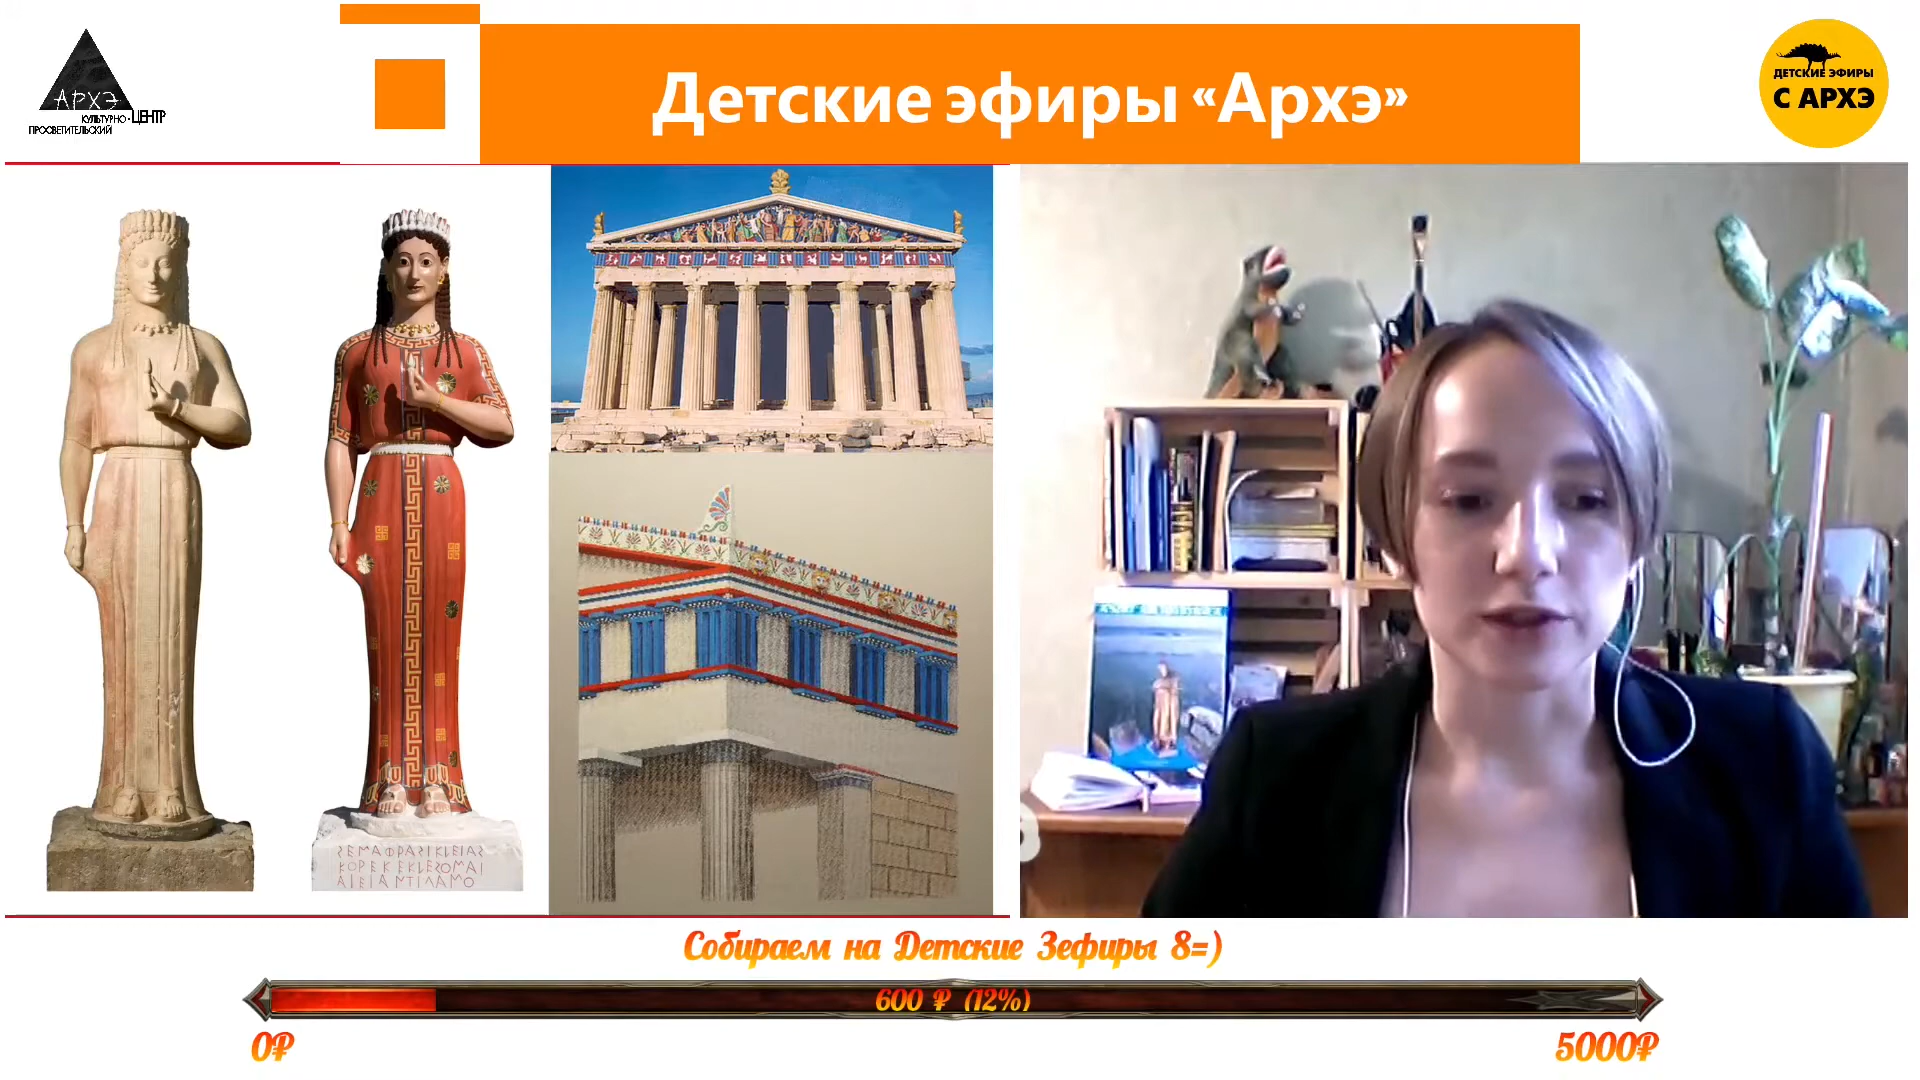 АРХЭ
КУЛЬТУРНО-ЦЕНТР
ПРОСВЕТИТЕЛЬСКИЙ
Детские эфиры «Архэ»
ДЕТСКИЕ ЭФИРЫ
С АРХЭ
Собираем на Детские Зефиры 8=)
600 ₽ (12%)
0₽
5000₽